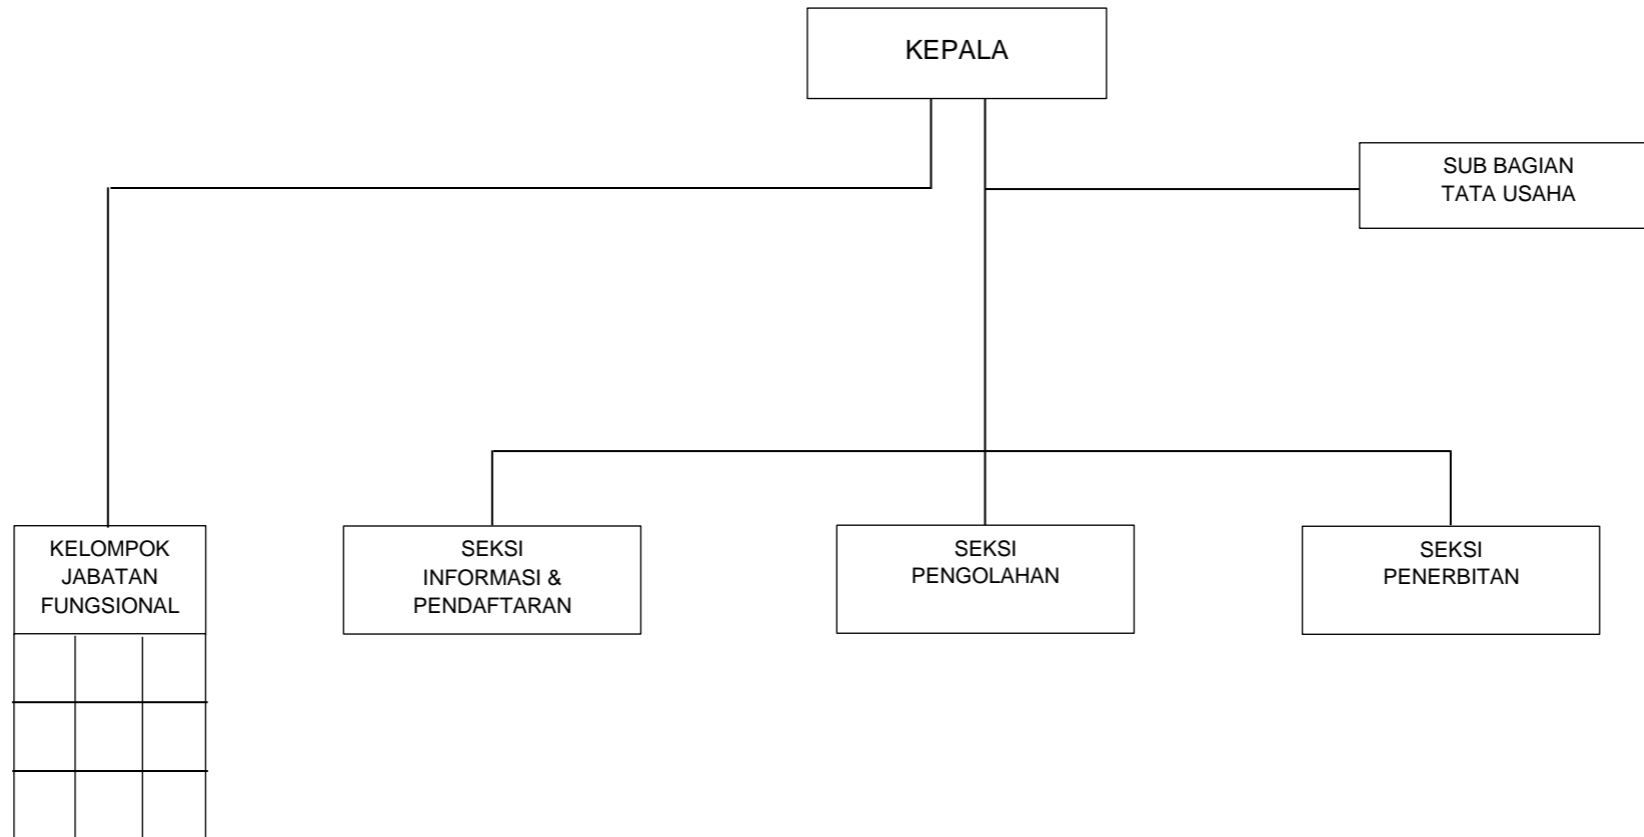 KEPALA
SUB BAGIAN
TATA USAHA
KELOMPOK
JABATAN
FUNGSIONAL
SEKSI
INFORMASI &
PENDAFTARAN
SEKSI
PENGOLAHAN
SEKSI
PENERBITAN